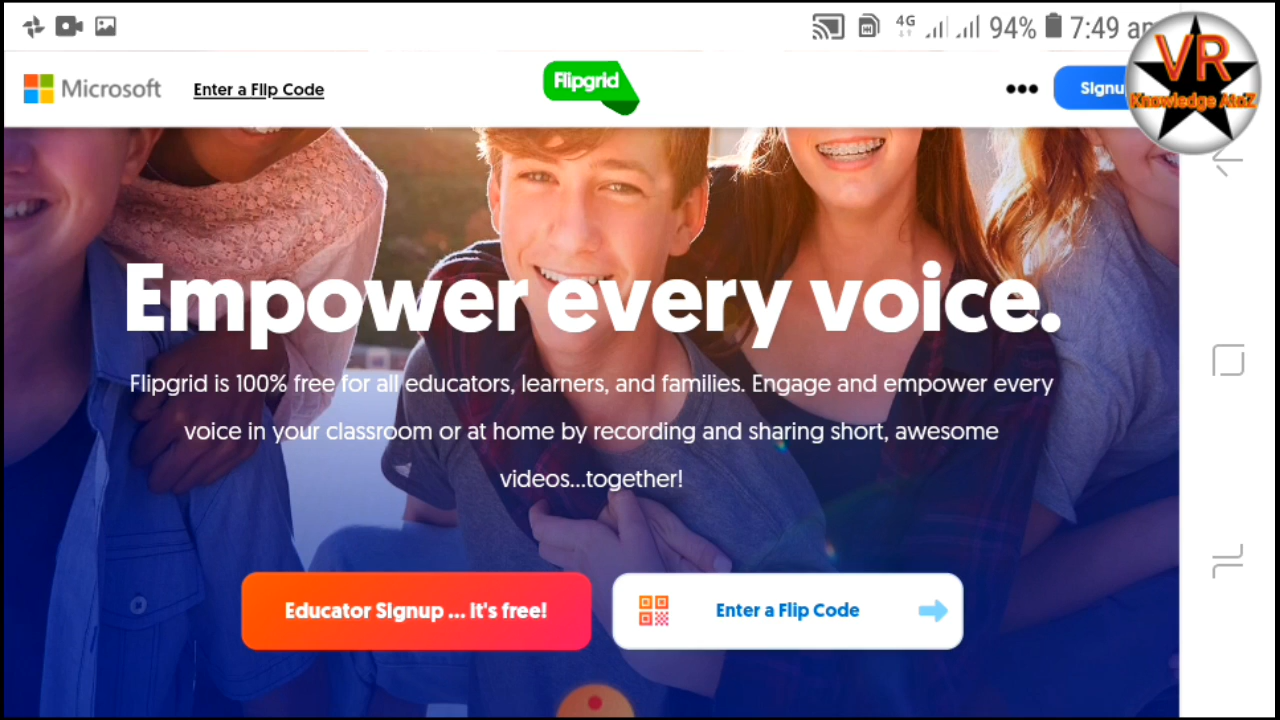 4G 94% 7:49
VR
Knowledge AtoZ
Microsoft
Enter a Flip Code
Flipgrid
Empower every voice.
Flipgrid is 100% free for all educators, learners, and families. Engage and empower every
voice in your classroom or at home by recording and sharing short, awesome
videos...together!
Educator Signup ... it's free!
Enter a Flip Code